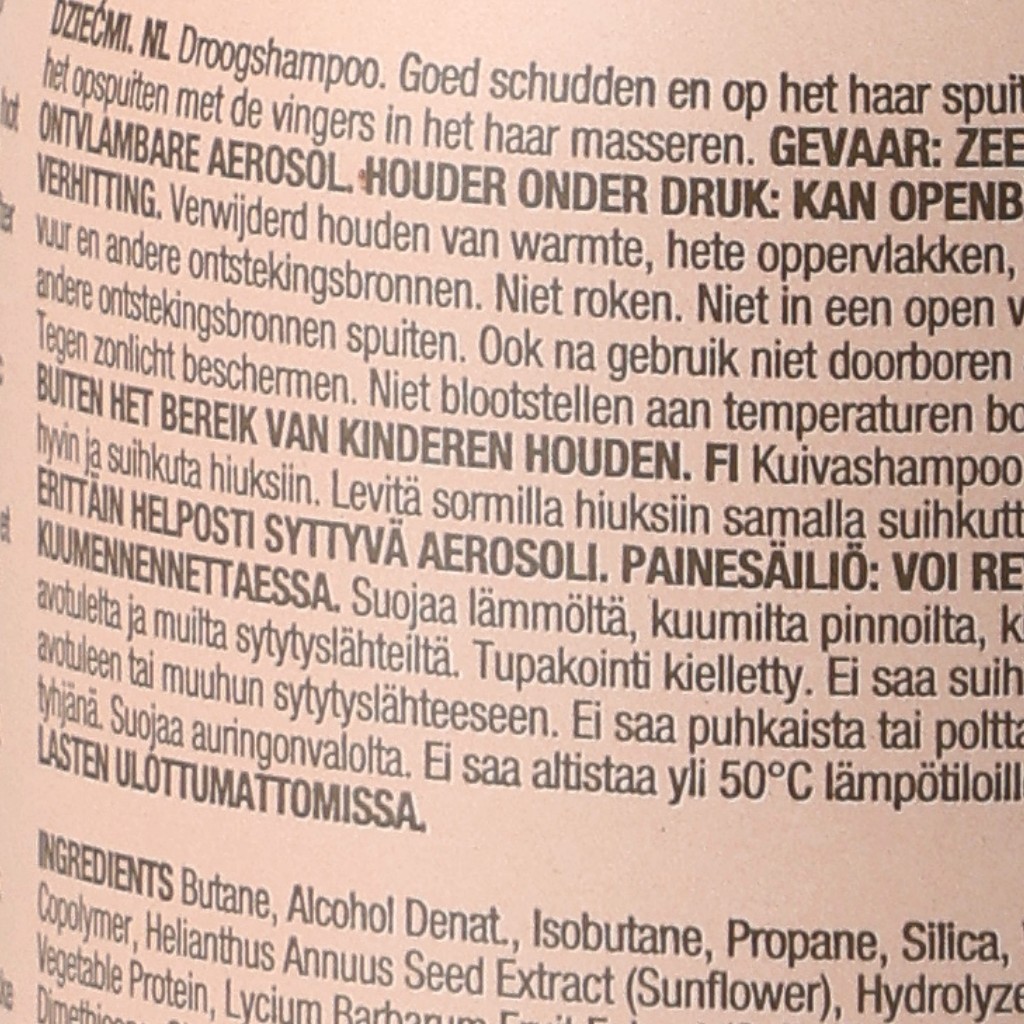 DZIEĆMI. NL Droogshampoo. Goed schudden en op het haar spuit
het opspuiten met de vingers in het haar masseren. GEVAAR: ZEE
ONTVLAMBARE AEROSOL. HOUDER ONDER DRUK: KAN OPENB
VERHITTING. Verwijderd houden van warmte, hete oppervlakken,
vuur en andere ontstekingsbronnen. Niet roken. Niet in een open v
andere ontstekingsbronnen spuiten. Ook na gebruik niet doorboren
Tegen zonlicht beschermen. Niet blootstellen aan temperaturen bo
BUITEN HET BEREIK VAN KINDEREN HOUDEN. FI Kuivashampoo
hyvin ja suihkuta hiuksiin. Levitä sormilla hiuksiin samalla suihkutt
ERITTÄIN HELPOSTI SYTTYVÄ AEROSOLI. PAINESÄILIÖ: VOI RE
KUUMENNENNETTAESSA. Suojaa lämmöltä, kuumilta pinnoilta, k
avotulelta ja muilta sytytyslähteiltä. Tupakointi kielletty. Ei saa suih
avotuleen tai muuhun sytytyslähteeseen. Ei saa puhkaista tai poltta
tyhjänä. Suojaa auringonvalolta. Ei saa altistaa yli 50°C lämpötiloill
LASTEN ULOTTUMATTOMISSA.
INGREDIENTS Butane, Alcohol Denat., Isobutane, Propane, Silica,
Copolymer, Helianthus Annuus Seed Extract (Sunflower), Hydrolyze
Vegetable Protein, Lycium Barbarum Fruit